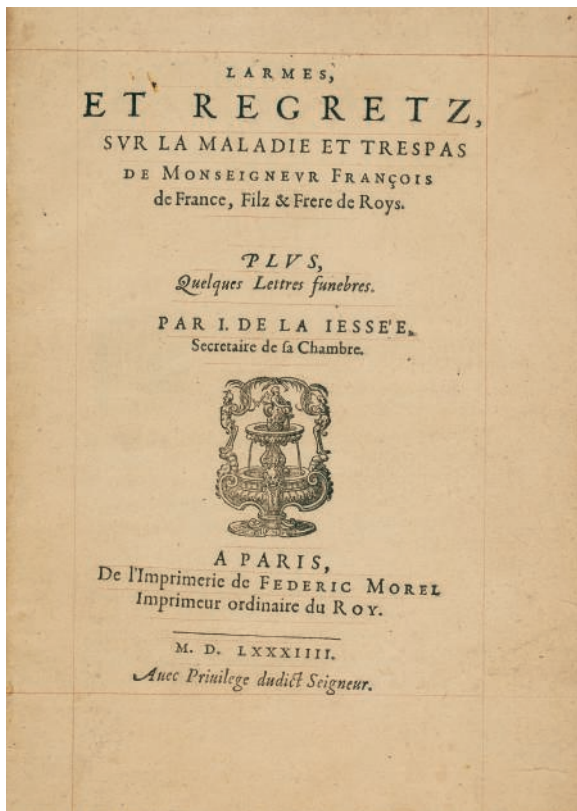 LARMES,
ET REGRETZ,
SVR LA MALADIE ET TRESPAS
DE MONSEIGNEVR FRANÇOIS
de France, Filz & Frere de Roys.
PLVS,
Quelques Lettres funebres.
PAR I. DE LA IESSE'E,
Secretaire de ſa Chambre.
A PARIS,
De l'Imprimerie de FEDERIC MOREL
Imprimeur ordinaire du ROY.
M. D. LXXXIIII.
Auec Priuilege dudict Seigneur.